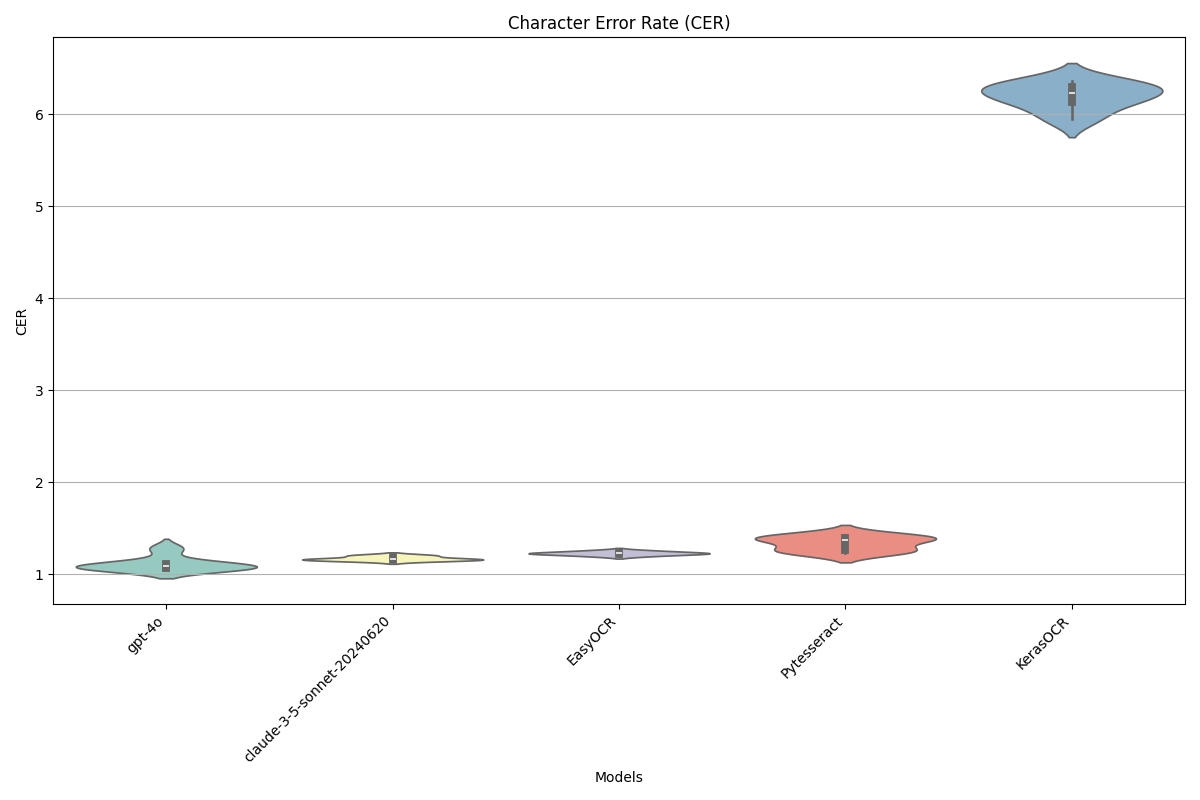 Character Error Rate (CER)
6
5
4
3
2
1
CER
gpt-4o
claude-3-5-sonnet-20240620
EasyOCR
Pytesseract
KerasOCR
Models